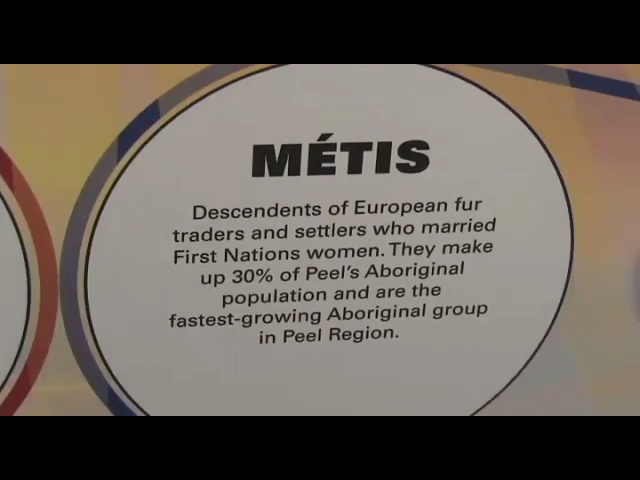 MÉTIS
Descendents of European fur
traders and settlers who married
First Nations women. They make
up 30% of Peel's Aboriginal
population and are the
fastest-growing Aboriginal group
in Peel Region.